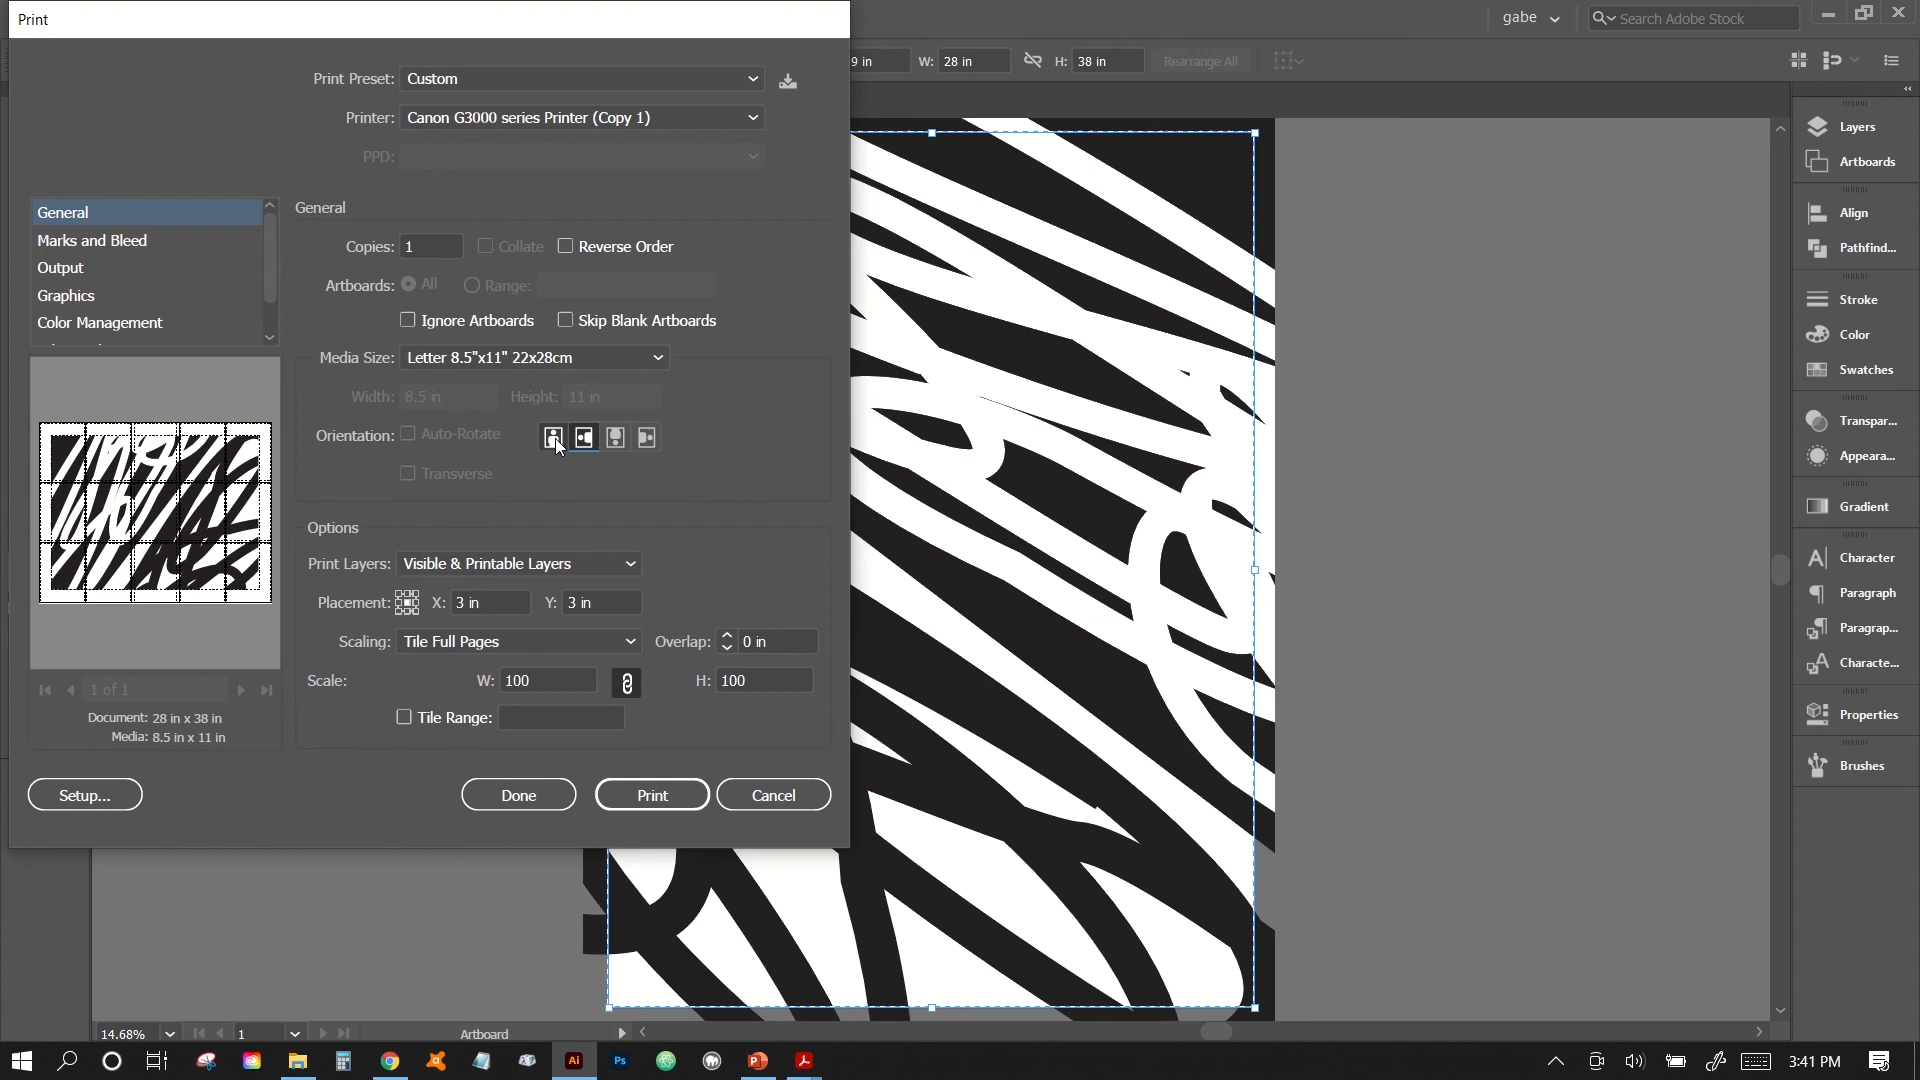 Print
gabe
Search Adobe Stock
Print Preset: Custom
9 in W: 28 in H: 38 in Rearrange All
Printer: Canon G3000 series Printer (Copy 1)
PPD:
General
Marks and Bleed
Output
Graphics
Color Management
General
Copies: 1 Collate Reverse Order
Artboards: All Range:
Ignore Artboards Skip Blank Artboards
Media Size: Letter 8.5"x11" 22x28cm
Width: 8.5 in Height: 11 in
Orientation: Auto-Rotate
Transverse
Options
Print Layers: Visible & Printable Layers
Placement: X: 3 in Y: 3 in
Scaling: Tile Full Pages Overlap: 0 in
Scale: W: 100 H: 100
Tile Range:
1 of 1
Document: 28 in x 38 in
Media: 8.5 in x 11 in
Setup... Done Print Cancel
Layers
Artboards
Align
Pathfind...
Stroke
Color
Swatches
Transpar...
Appeara...
Gradient
Character
Paragraph
Paragrap...
Characte...
Properties
Brushes
14.68% 1 Artboard
Ai Ps 3:41 PM